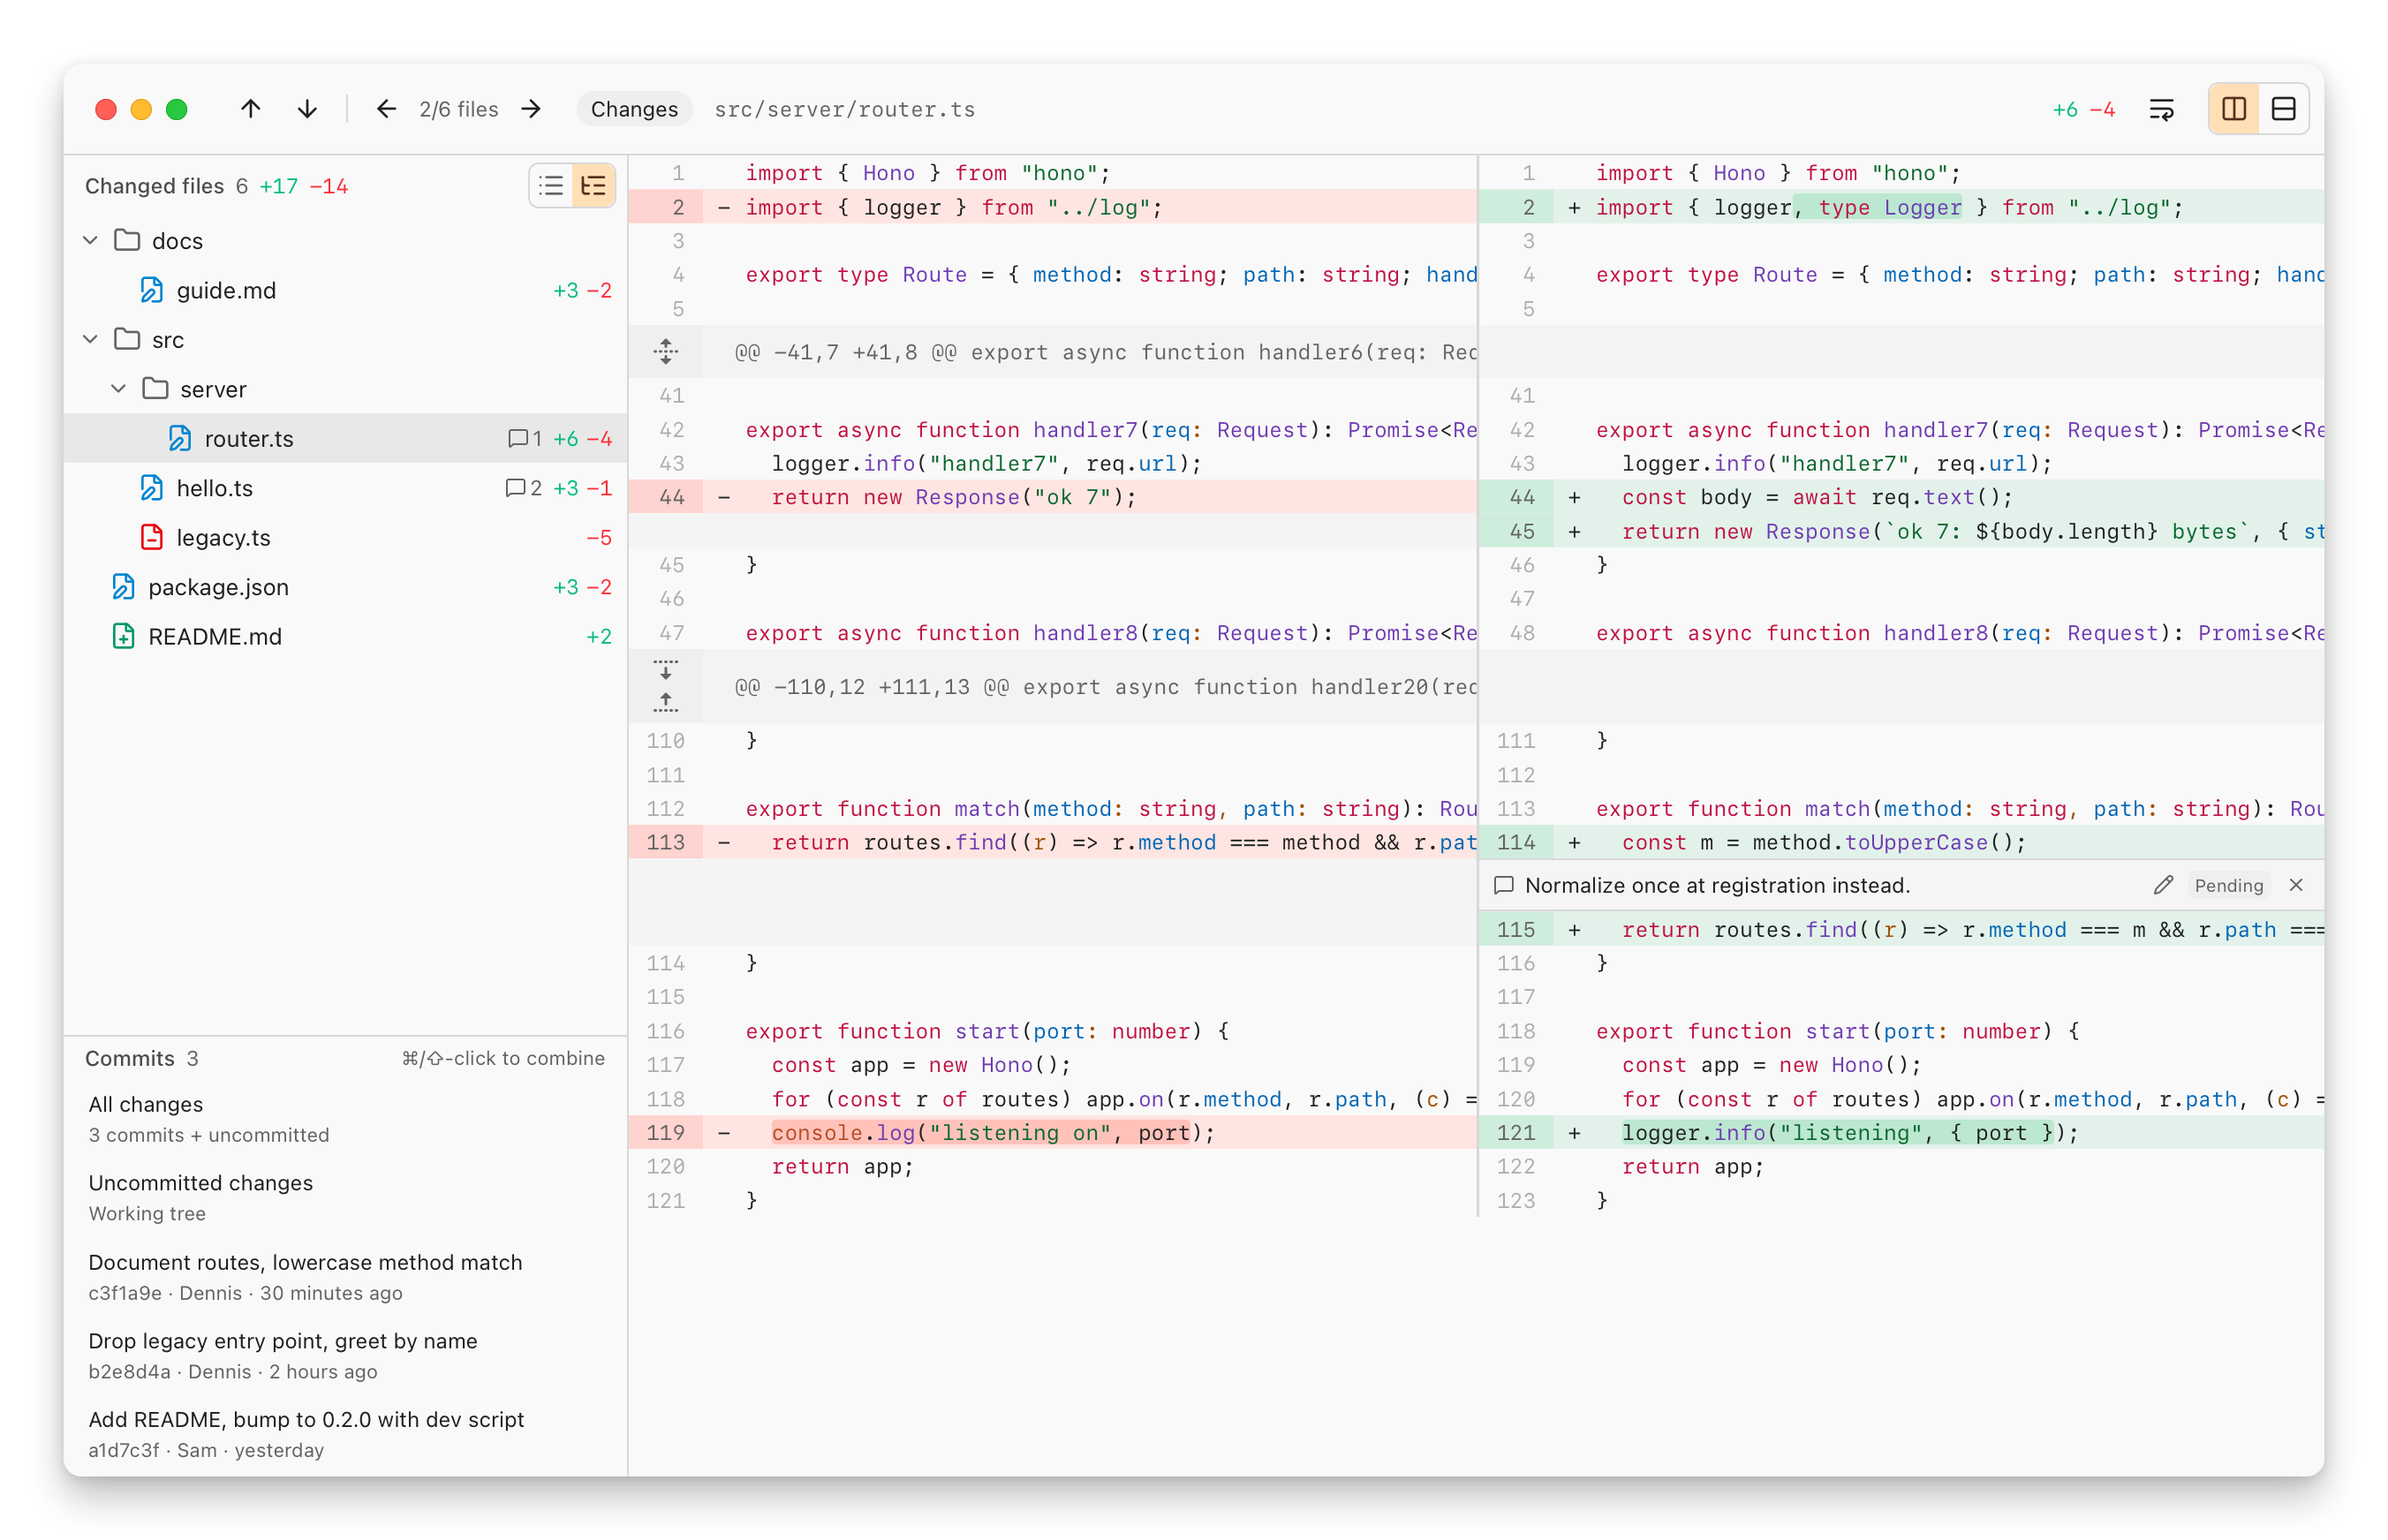 2/6 files Changes src/server/router.ts +6 −4
Changed files 6 +17 −14
docs
guide.md +3 −2
src
server
router.ts 1 +6 −4
hello.ts 2 +3 −1
legacy.ts −5
package.json +3 −2
README.md +2
Commits 3 ⌘/⇧-click to combine
All changes
3 commits + uncommitted
Uncommitted changes
Working tree
Document routes, lowercase method match
c3f1a9e · Dennis · 30 minutes ago
Drop legacy entry point, greet by name
b2e8d4a · Dennis · 2 hours ago
Add README, bump to 0.2.0 with dev script
a1d7c3f · Sam · yesterday
1 import { Hono } from "hono";
2 − import { logger } from "../log";
3
4 export type Route = { method: string; path: string; hand
5
@@ −41,7 +41,8 @@ export async function handler6(req: Req
41
42 export async function handler7(req: Request): Promise<Re
43 logger.info("handler7", req.url);
44 − return new Response("ok 7");
45 }
46
47 export async function handler8(req: Request): Promise<Re
@@ −110,12 +111,13 @@ export async function handler20(req
110 }
111
112 export function match(method: string, path: string): Rou
113 − return routes.find((r) => r.method === method && r.pat
114 }
115
116 export function start(port: number) {
117 const app = new Hono();
118 for (const r of routes) app.on(r.method, r.path, (c) =
119 − console.log("listening on", port);
120 return app;
121 }
1 import { Hono } from "hono";
2 + import { logger, type Logger } from "../log";
3
4 export type Route = { method: string; path: string; hand
5
41
42 export async function handler7(req: Request): Promise<Re
43 logger.info("handler7", req.url);
44 + const body = await req.text();
45 + return new Response(`ok 7: ${body.length} bytes`, { st
46 }
47
48 export async function handler8(req: Request): Promise<Re
111 }
112
113 export function match(method: string, path: string): Rou
114 + const m = method.toUpperCase();
Normalize once at registration instead. Pending
115 + return routes.find((r) => r.method === m && r.path ===
116 }
117
118 export function start(port: number) {
119 const app = new Hono();
120 for (const r of routes) app.on(r.method, r.path, (c) =
121 + logger.info("listening", { port });
122 return app;
123 }